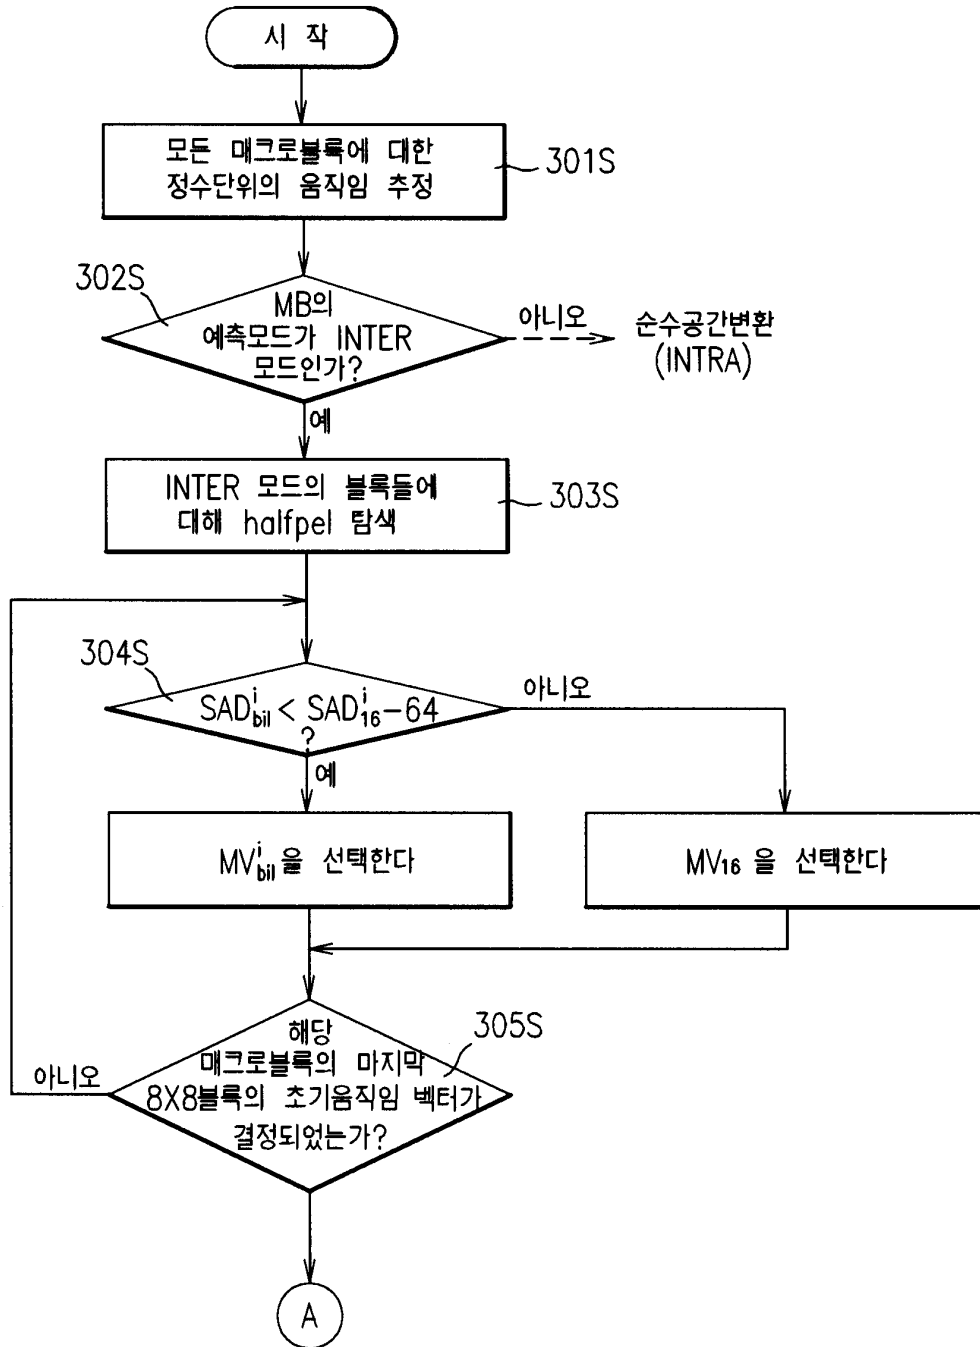 시 작
모든 매크로블록에 대한
정수단위의 움직임 추정
301S
302S
MB의
예측모드가 INTER
모드인가?
아니오
순수공간변환
(INTRA)
예
INTER 모드의 블록들에
대해 halfpel 탐색
303S
304S
SAD^i_bil < SAD^i_16-64
?
아니오
예
MV^i_bil 을 선택한다
MV16 을 선택한다
305S
해당
매크로블록의 마지막
8X8블록의 초기움직임 벡터가
결정되었는가?
아니오
A